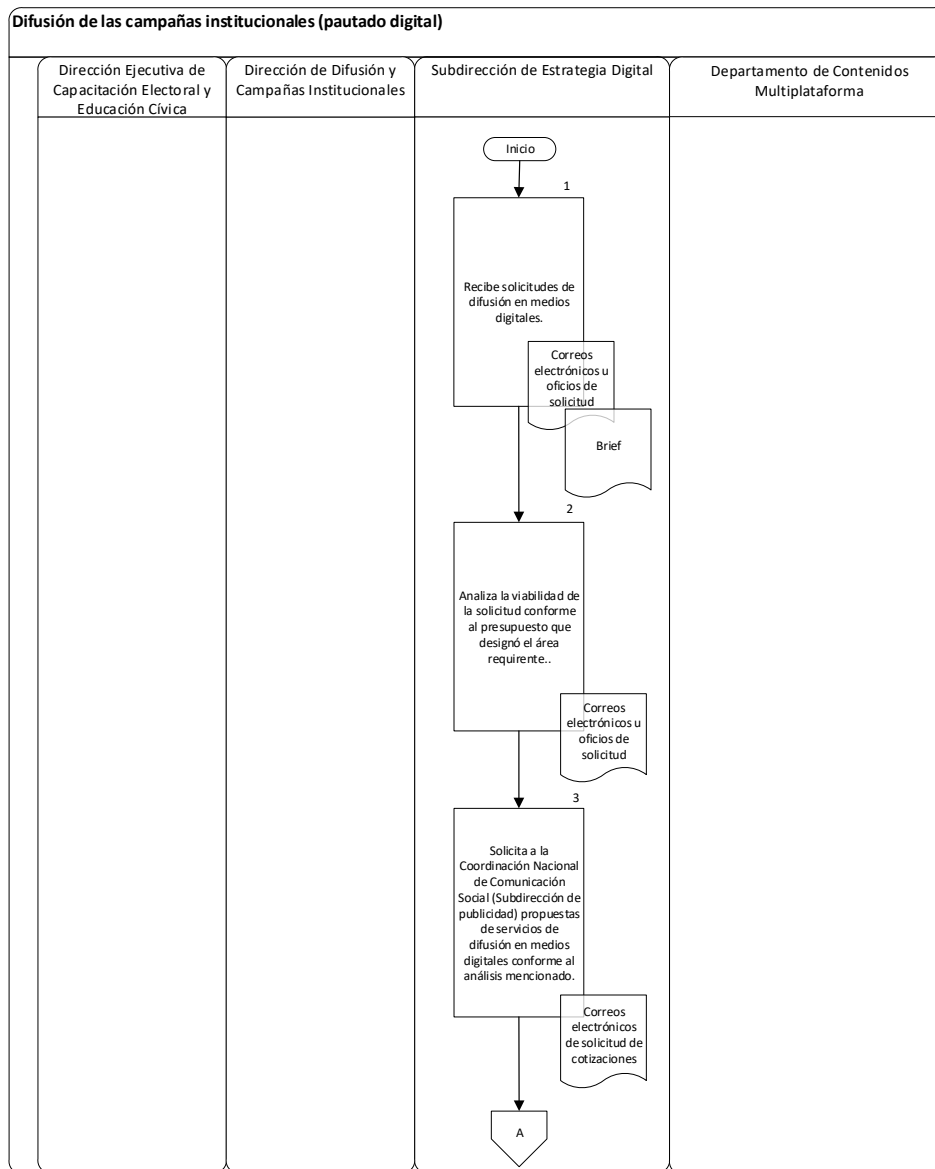 Difusión de las campañas institucionales (pautado digital)
Dirección Ejecutiva de
Capacitación Electoral y
Educación Cívica
Dirección de Difusión y
Campañas Institucionales
Subdirección de Estrategia Digital
Departamento de Contenidos
Multiplataforma
Inicio
1
Recibe solicitudes de
difusión en medios
digitales.
Correos
electrónicos u
oficios de
solicitud
Brief
2
Analiza la viabilidad de
la solicitud conforme
al presupuesto que
designó el área
requirente..
Correos
electrónicos u
oficios de
solicitud
3
Solicita a la
Coordinación Nacional
de Comunicación
Social (Subdirección de
publicidad) propuestas
de servicios de
difusión en medios
digitales conforme al
análisis mencionado.
Correos
electrónicos
de solicitud de
cotizaciones
A